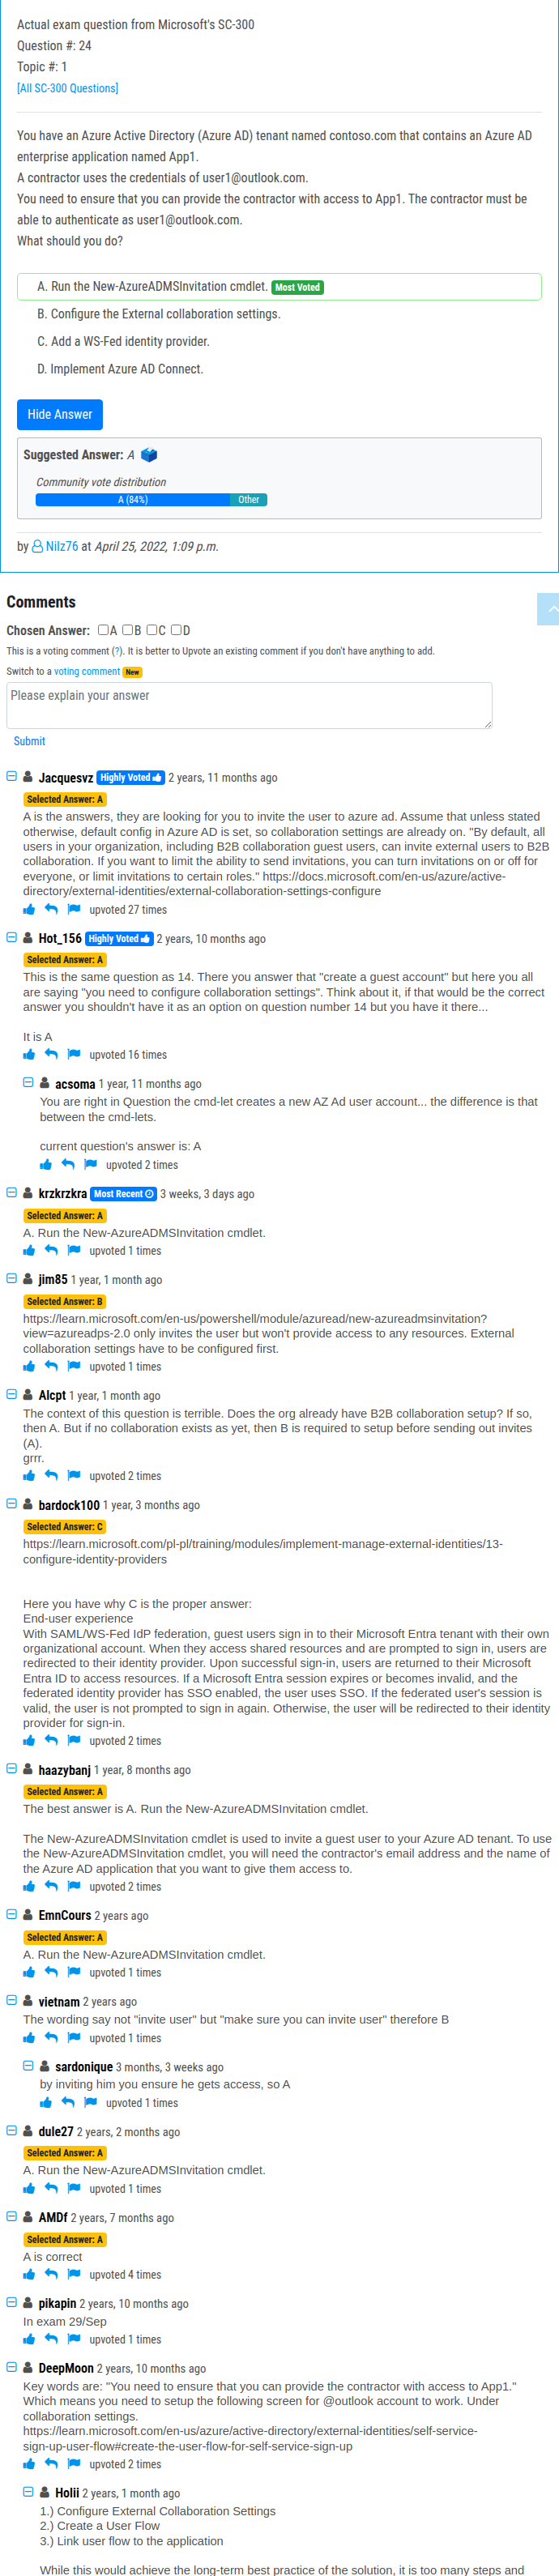 Actual exam question from Microsoft's SC-300
Question #: 24
Topic #: 1
[All SC-300 Questions]
You have an Azure Active Directory (Azure AD) tenant named contoso.com that contains an Azure AD
enterprise application named App1.
A contractor uses the credentials of user1@outlook.com.
You need to ensure that you can provide the contractor with access to App1. The contractor must be
able to authenticate as user1@outlook.com.
What should you do?
A. Run the New-AzureADMSInvitation cmdlet. Most Voted
B. Configure the External collaboration settings.
C. Add a WS-Fed identity provider.
D. Implement Azure AD Connect.
Hide Answer
Suggested Answer: A
Community vote distribution
A (84%) Other
by Nilz76 at April 25, 2022, 1:09 p.m.
Comments
Chosen Answer: A B C D
This is a voting comment (?). It is better to Upvote an existing comment if you don't have anything to add.
Switch to a voting comment New
Please explain your answer
Submit
Jacquesvz Highly Voted 2 years, 11 months ago
Selected Answer: A
A is the answers, they are looking for you to invite the user to azure ad. Assume that unless stated
otherwise, default config in Azure AD is set, so collaboration settings are already on. "By default, all
users in your organization, including B2B collaboration guest users, can invite external users to B2B
collaboration. If you want to limit the ability to send invitations, you can turn invitations on or off for
everyone, or limit invitations to certain roles." https://docs.microsoft.com/en-us/azure/active-
directory/external-identities/external-collaboration-settings-configure
upvoted 27 times
Hot_156 Highly Voted 2 years, 10 months ago
Selected Answer: A
This is the same question as 14. There you answer that "create a guest account" but here you all
are saying "you need to configure collaboration settings". Think about it, if that would be the correct
answer you shouldn't have it as an option on question number 14 but you have it there...
It is A
upvoted 16 times
acsoma 1 year, 11 months ago
You are right in Question the cmd-let creates a new AZ Ad user account... the difference is that
between the cmd-lets.
current question's answer is: A
upvoted 2 times
krzkrzkra Most Recent 3 weeks, 3 days ago
Selected Answer: A
A. Run the New-AzureADMSInvitation cmdlet.
upvoted 1 times
jim85 1 year, 1 month ago
Selected Answer: B
https://learn.microsoft.com/en-us/powershell/module/azuread/new-azureadmsinvitation?
view=azureadps-2.0 only invites the user but won't provide access to any resources. External
collaboration settings have to be configured first.
upvoted 1 times
Alcpt 1 year, 1 month ago
The context of this question is terrible. Does the org already have B2B collaboration setup? If so,
then A. But if no collaboration exists as yet, then B is required to setup before sending out invites
(A).
grrr.
upvoted 2 times
bardock100 1 year, 3 months ago
Selected Answer: C
https://learn.microsoft.com/pl-pl/training/modules/implement-manage-external-identities/13-
configure-identity-providers
Here you have why C is the proper answer:
End-user experience
With SAML/WS-Fed IdP federation, guest users sign in to their Microsoft Entra tenant with their own
organizational account. When they access shared resources and are prompted to sign in, users are
redirected to their identity provider. Upon successful sign-in, users are returned to their Microsoft
Entra ID to access resources. If a Microsoft Entra session expires or becomes invalid, and the
federated identity provider has SSO enabled, the user uses SSO. If the federated user's session is
valid, the user is not prompted to sign in again. Otherwise, the user will be redirected to their identity
provider for sign-in.
upvoted 2 times
haazybanj 1 year, 8 months ago
Selected Answer: A
The best answer is A. Run the New-AzureADMSInvitation cmdlet.
The New-AzureADMSInvitation cmdlet is used to invite a guest user to your Azure AD tenant. To use
the New-AzureADMSInvitation cmdlet, you will need the contractor's email address and the name of
the Azure AD application that you want to give them access to.
upvoted 2 times
EmnCours 2 years ago
Selected Answer: A
A. Run the New-AzureADMSInvitation cmdlet.
upvoted 1 times
vietnam 2 years ago
The wording say not "invite user" but "make sure you can invite user" therefore B
upvoted 1 times
sardonique 3 months, 3 weeks ago
by inviting him you ensure he gets access, so A
upvoted 1 times
dule27 2 years, 2 months ago
Selected Answer: A
A. Run the New-AzureADMSInvitation cmdlet.
upvoted 1 times
AMDf 2 years, 7 months ago
Selected Answer: A
A is correct
upvoted 4 times
pikapin 2 years, 10 months ago
In exam 29/Sep
upvoted 1 times
DeepMoon 2 years, 10 months ago
Key words are: "You need to ensure that you can provide the contractor with access to App1."
Which means you need to setup the following screen for @outlook account to work. Under
collaboration settings.
https://learn.microsoft.com/en-us/azure/active-directory/external-identities/self-service-
sign-up-user-flow#create-the-user-flow-for-self-service-sign-up
upvoted 2 times
Holii 2 years, 1 month ago
1.) Configure External Collaboration Settings
2.) Create a User Flow
3.) Link user flow to the application
While this would achieve the long-term best practice of the solution, it is too many steps and